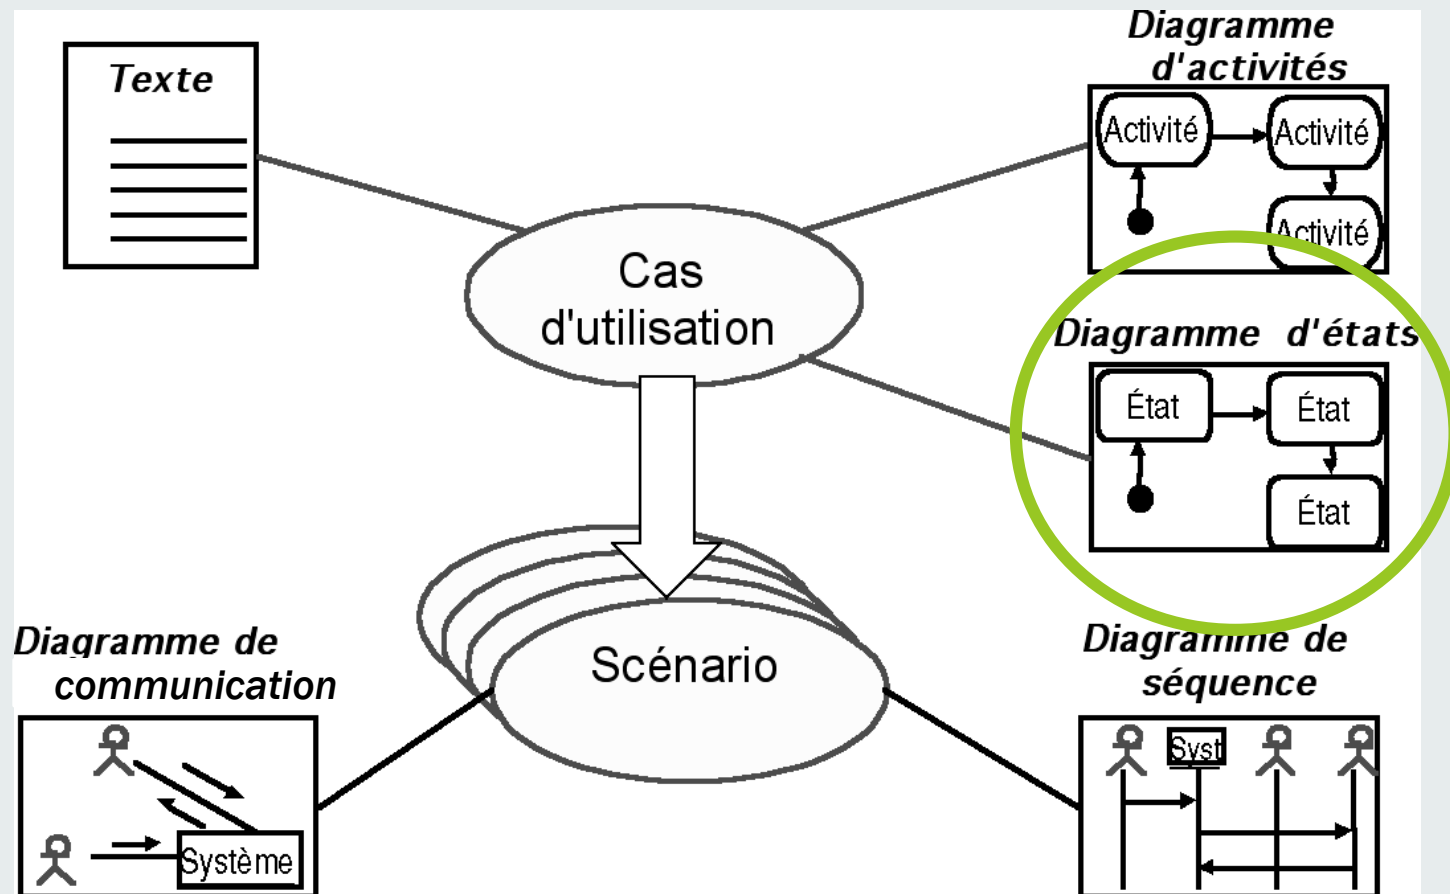 Texte
Diagramme
d'activités
Activité
Activité
Activité
Cas
d'utilisation
Diagramme d'états
État
État
État
Scénario
Diagramme de
communication
Système
Diagramme de
séquence
Syst